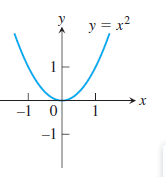 y
y = x²
1
-1 0 1 x
-1